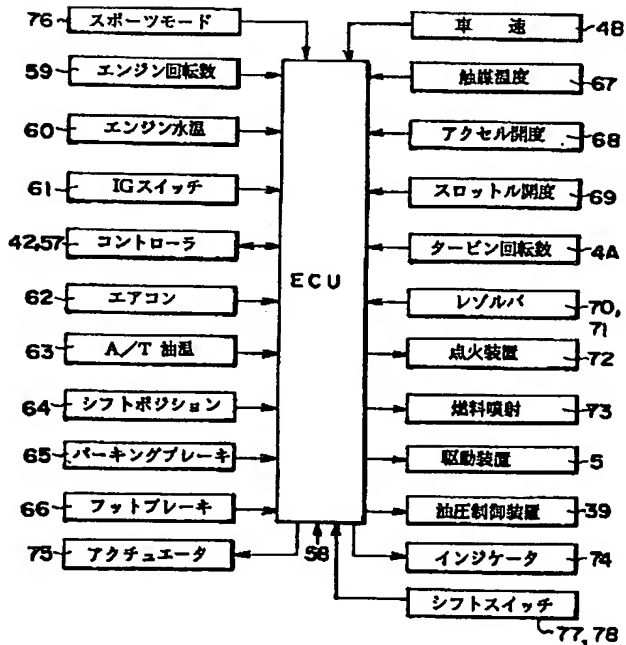 76 スポーツモード
59 エンジン回転数
60 エンジン水温
61 IGスイッチ
42,57 コントローラ
62 エアコン
63 A/T 油温
64 シフトポジション
65 パーキングブレーキ
66 フットブレーキ
75 アクチュエータ
ECU
58
車速 4B
触媒温度 67
アクセル開度 68
スロットル開度 69
タービン回転数 4A
レゾルバ 70,
71
点火装置 72
燃料噴射 73
駆動装置 5
油圧制御装置 39
インジケータ 74
シフトスイッチ
77,78